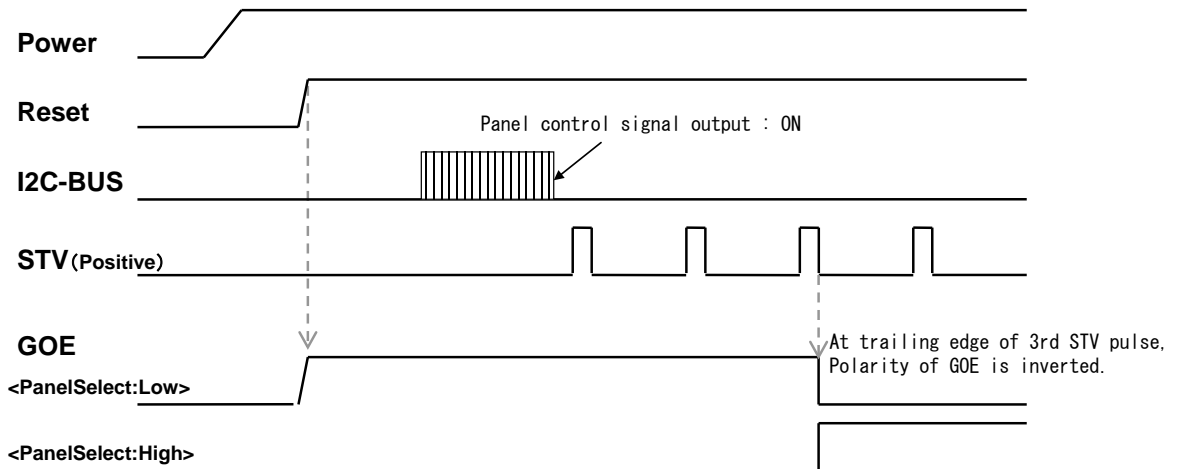 Power
Reset
Panel control signal output : ON
I2C-BUS
STV(Positive)
GOE
At trailing edge of 3rd STV pulse,
Polarity of GOE is inverted.
<PanelSelect:Low>
<PanelSelect:High>